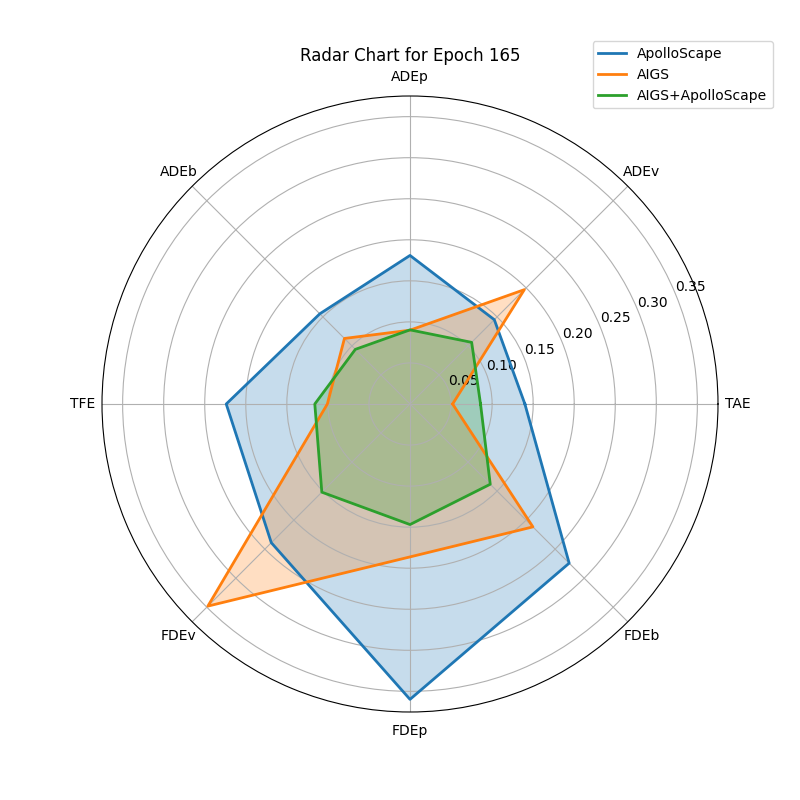 Radar Chart for Epoch 165
ApolloScape
AIGS
AIGS+ApolloScape
ADEp
ADEb
ADEv
0.35
0.30
0.25
0.20
0.15
0.10
0.05
TFE
TAE
FDEv
FDEb
FDEp